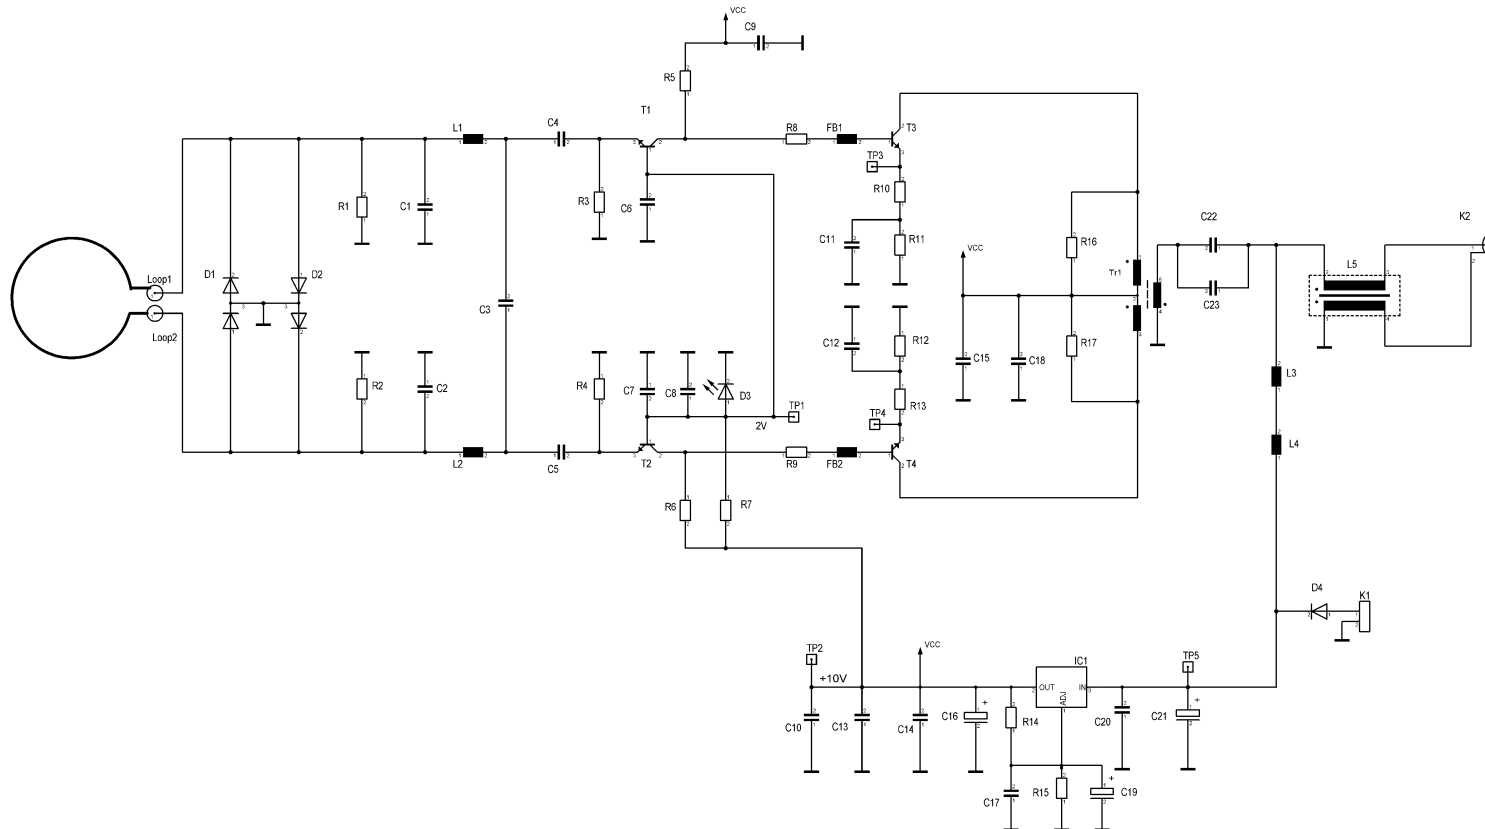 VCC
C9
R5
T1
C4
L1
R8
FB1
T3
TP3
R10
R1
C1
R3
C6
C11
R11
C22
K2
R16
VCC
Tr1
L5
D1
D2
Loop1
C3
C23
Loop2
C12
R12
C15
C18
R17
R2
C2
R4
C7
C8
D3
R13
L3
TP1
TP4
2V
L4
L2
C5
T2
R9
FB2
T4
R6
R7
D4
K1
TP2
VCC
TP5
IC1
+10V
OUT
IN
ADJ
C10
C13
C14
C16
+
R14
C20
C21
+
C17
R15
C19
+